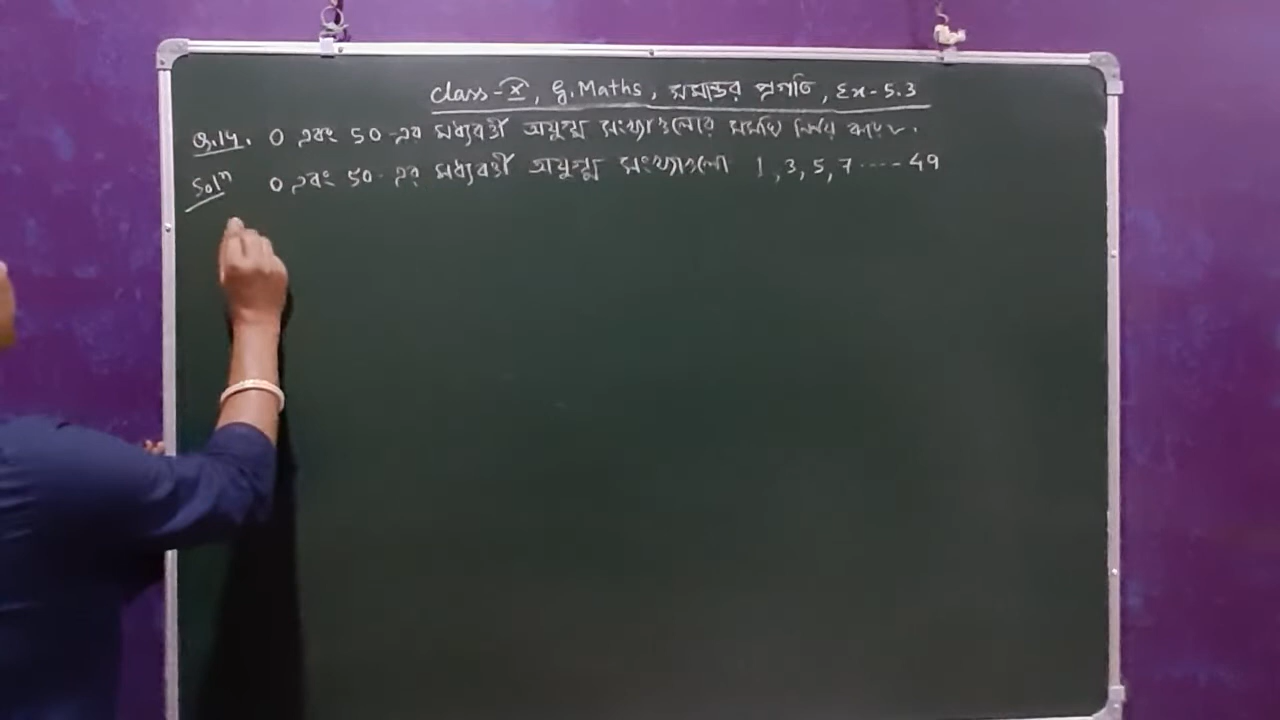 class-X, G.Maths, সমান্তর প্রগতি, Ex-5.3
Q.14. 0 এবং 50-এর মধ্যবর্তী অযুগ্ম সংখ্যাগুলোর সমষ্টি নির্ণয় করো।
Solⁿ 0 এবং 50-এর মধ্যবর্তী অযুগ্ম সংখ্যাগুলো 1, 3, 5, 7 ---- 49